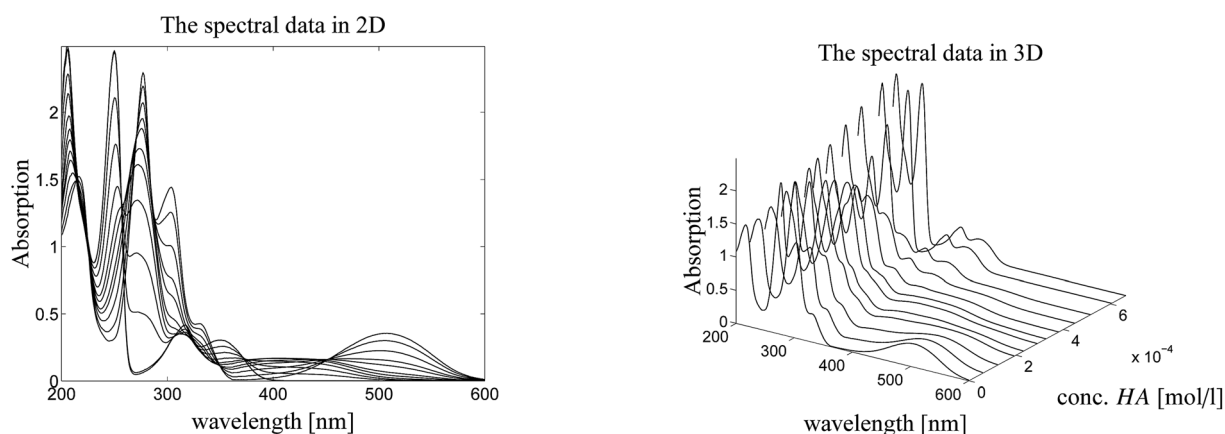 The spectral data in 2D
Absorption
2
1.5
1
0.5
0
200 300 400 500 600
wavelength [nm]
The spectral data in 3D
Absorption
2
1.5
1
0.5
0
200
300
400
500
600
wavelength [nm]
0
2
4
6
x 10⁻⁴
conc. HA [mol/l]